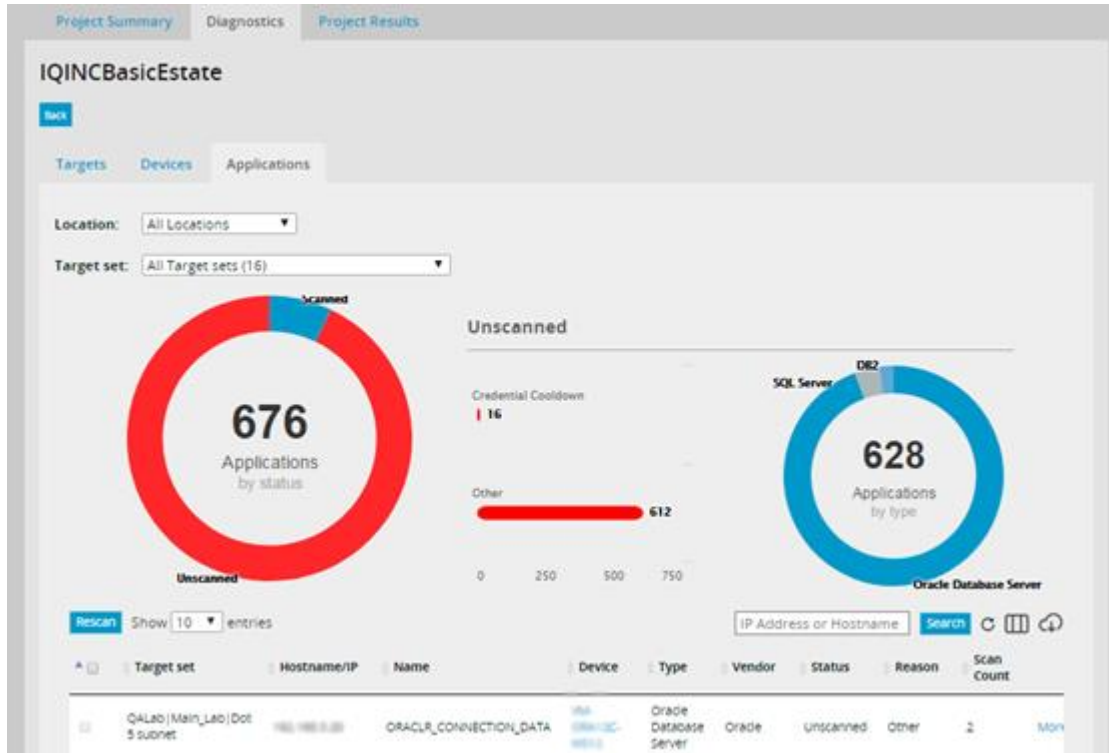 Project Summary Diagnostics Project Results
IQINCBasicEstate
Back
Targets Devices Applications
Location: All Locations
Target set: All Target sets (16)
Scanned
676
Applications
by status
Unscanned
Unscanned
Credential Cooldown
16
Other
612
0 250 500 750
DB2
SQL Server
628
Applications
by type
Oracle Database Server
Rescan Show 10 entries
IP Address or Hostname Search
Target set Hostname/IP Name Device Type Vendor Status Reason Scan Count
QALab|Main_Lab|Dot 5 subnet ORACLR_CONNECTION_DATA Oracle Database Server Oracle Unscanned Other 2 More